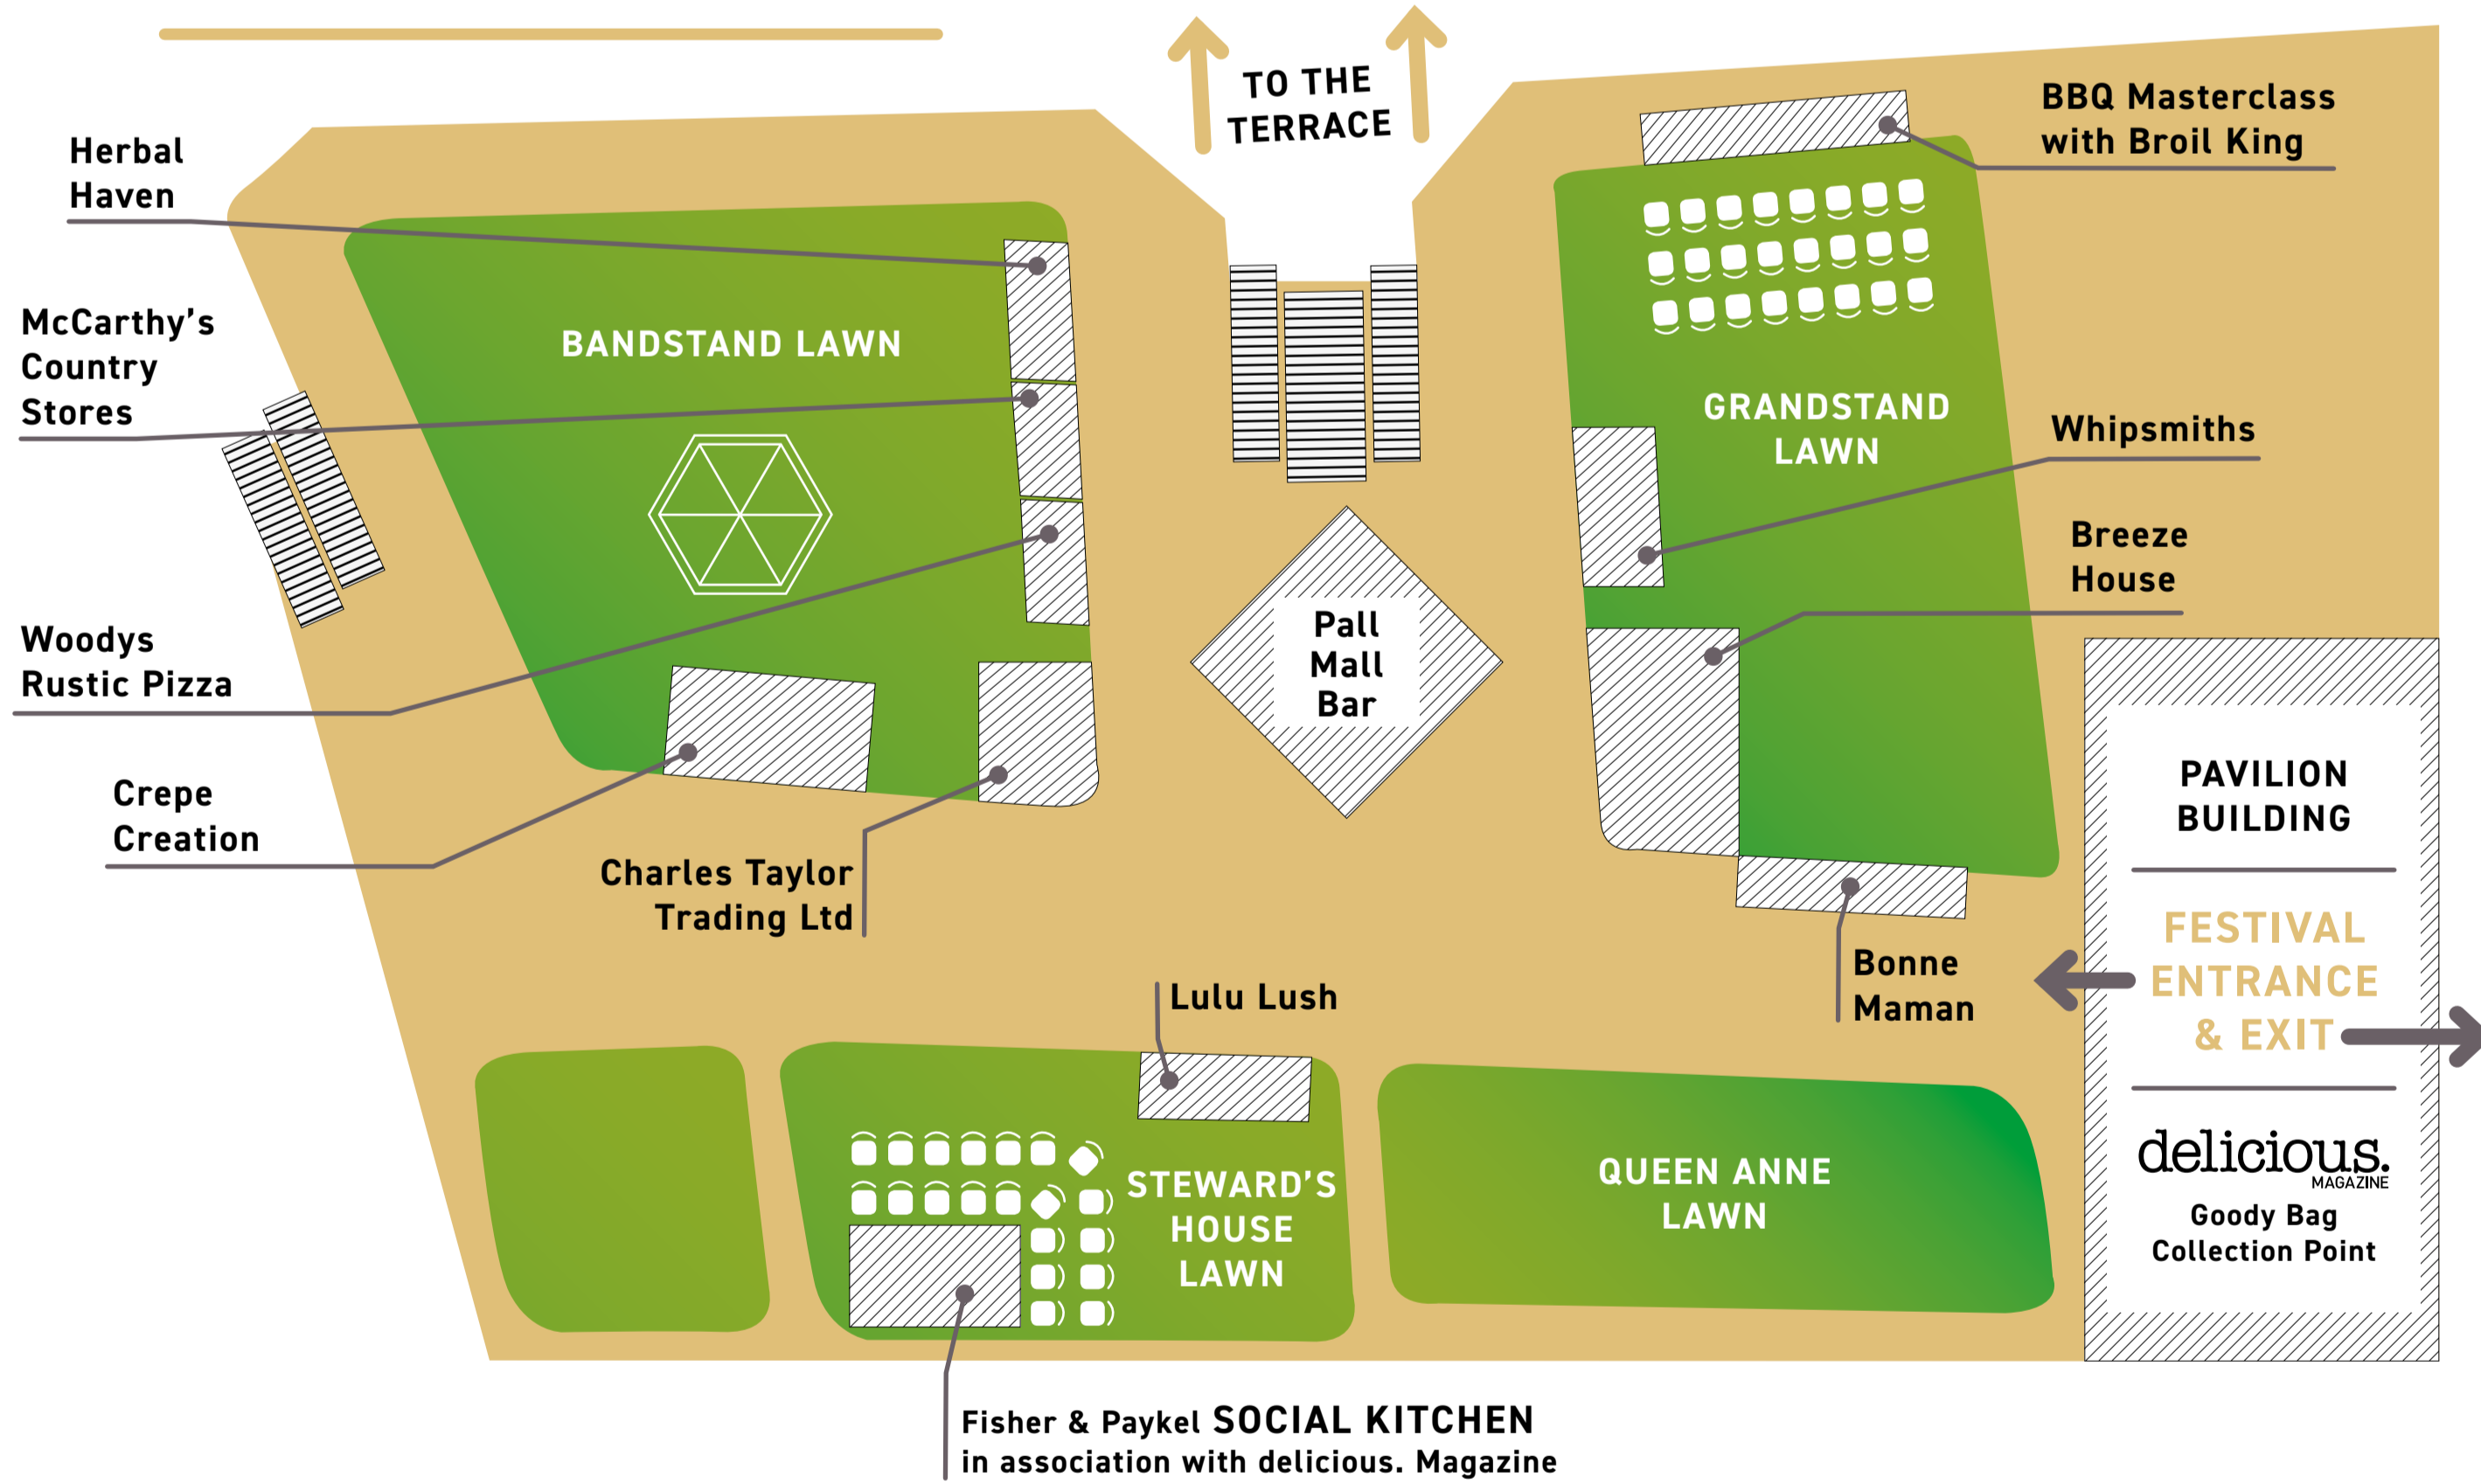 TO THE
TERRACE
BBQ Masterclass
with Broil King
Herbal
Haven
McCarthy’s
Country
Stores
BANDSTAND LAWN
GRANDSTAND
LAWN
Whipsmiths
Breeze
House
Woodys
Rustic Pizza
Pall
Mall
Bar
Crepe
Creation
Charles Taylor
Trading Ltd
PAVILION
BUILDING
FESTIVAL
ENTRANCE
& EXIT
Bonne
Maman
Lulu Lush
delicious.
MAGAZINE
Goody Bag
Collection Point
STEWARD’S
HOUSE
LAWN
QUEEN ANNE
LAWN
Fisher & Paykel SOCIAL KITCHEN
in association with delicious. Magazine